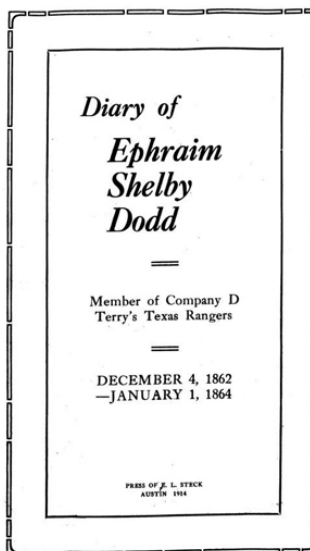 Diary of
Ephraim
Shelby
Dodd
Member of Company D
Terry's Texas Rangers
DECEMBER 4, 1862
—JANUARY 1, 1864
PRESS OF E. L. STECK
AUSTIN 1914